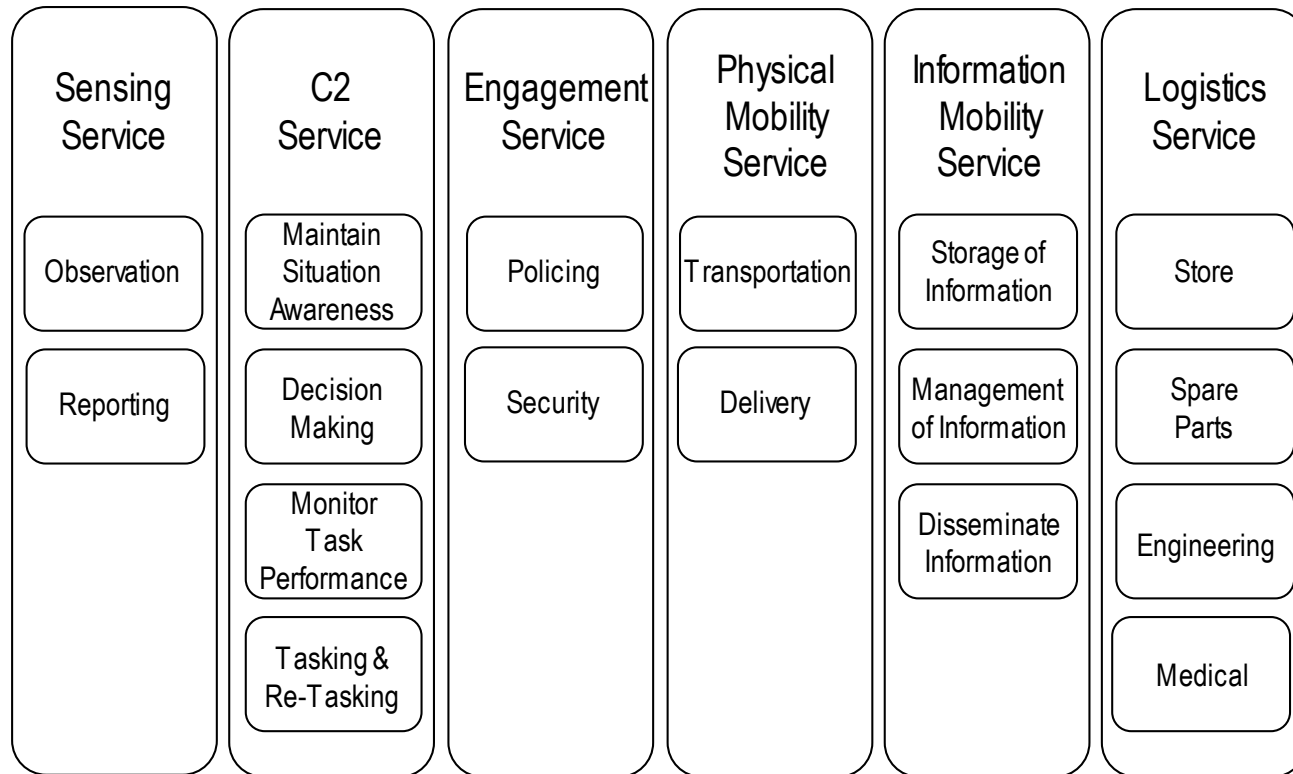 Sensing
Service
Observation
Reporting
C2
Service
Maintain
Situation
Awareness
Decision
Making
Monitor
Task
Performance
Tasking &
Re-Tasking
Engagement
Service
Policing
Security
Physical
Mobility
Service
Transportation
Delivery
Information
Mobility
Service
Storage of
Information
Management
of Information
Disseminate
Information
Logistics
Service
Store
Spare
Parts
Engineering
Medical